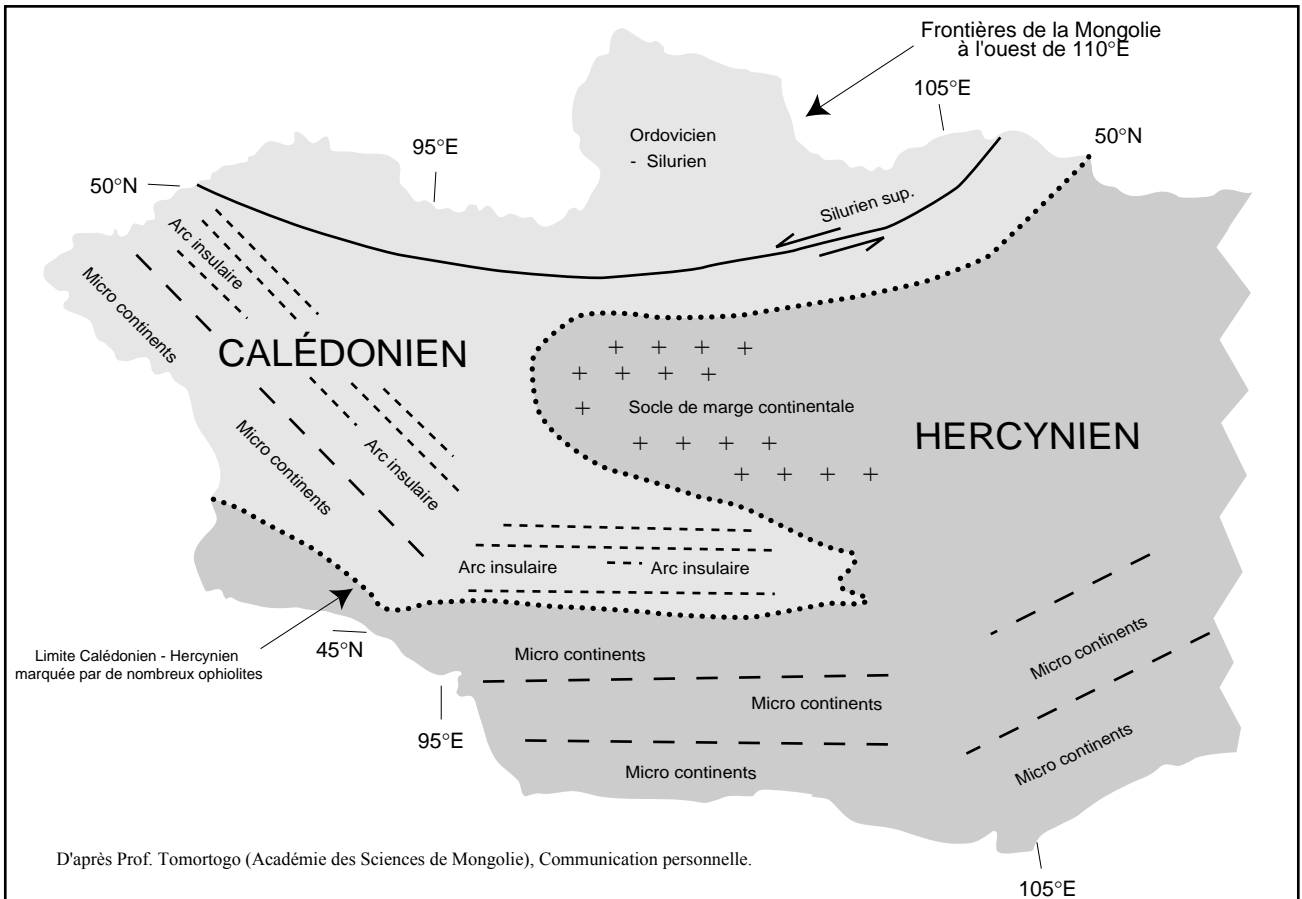 Frontières de la Mongolie
à l'ouest de 110°E
105°E
95°E
Ordovicien
- Silurien
50°N
50°N
Silurien sup.
Arc insulaire
Micro continents
CALÉDONIEN
Socle de marge continentale
HERCYNIEN
Micro continents
Arc insulaire
Arc insulaire
Arc insulaire
45°N
Limite Calédonien - Hercynien
marquée par de nombreux ophiolites
Micro continents
Micro continents
Micro continents
Micro continents
95°E
Micro continents
D'après Prof. Tomortogo (Académie des Sciences de Mongolie), Communication personnelle.
105°E